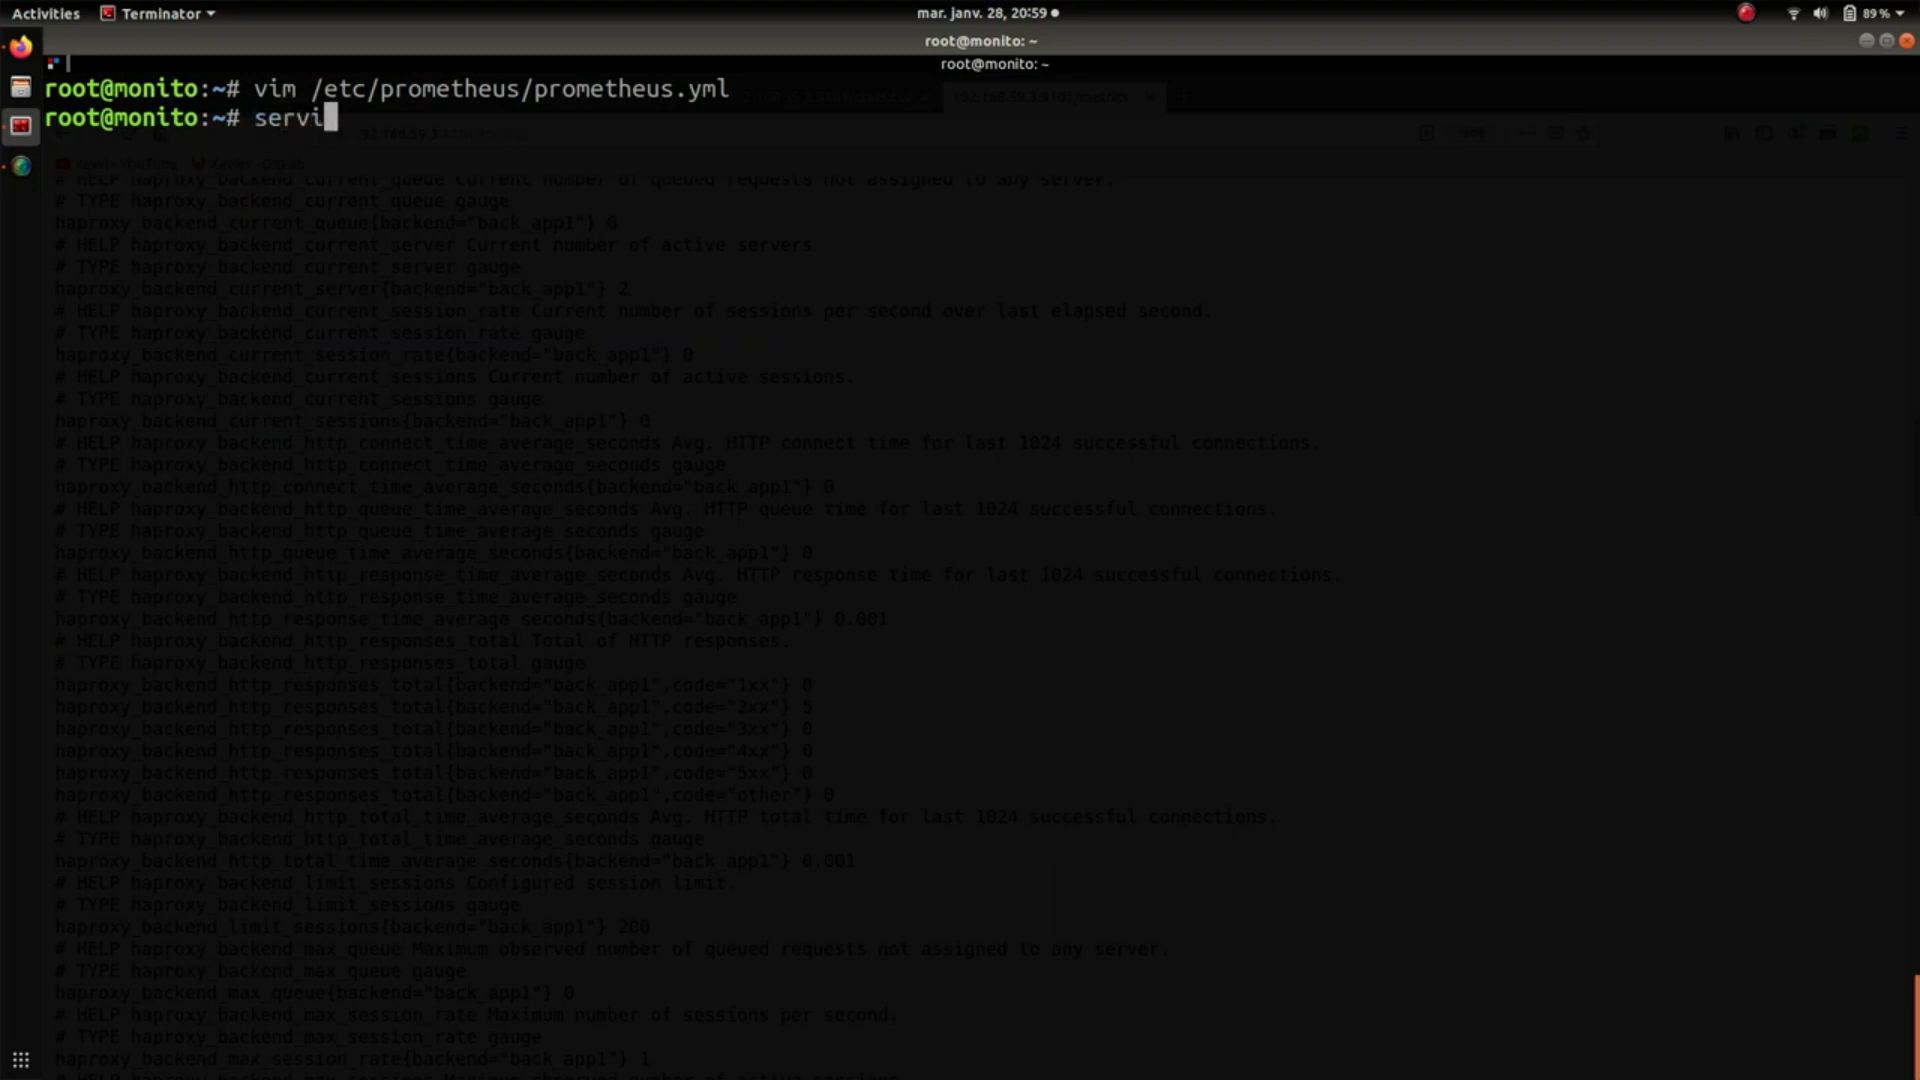 Activities Terminator mar. janv. 28, 20:59 89 %
root@monito: ~
root@monito: ~
root@monito:~# vim /etc/prometheus/prometheus.yml
root@monito:~# servi
192.168.59.3:9101/metrics
# HELP haproxy_backend_current_queue Current number of queued requests not assigned to any server.
# TYPE haproxy_backend_current_queue gauge
haproxy_backend_current_queue{backend="back_app1"} 0
# HELP haproxy_backend_current_server Current number of active servers
# TYPE haproxy_backend_current_server gauge
haproxy_backend_current_server{backend="back_app1"} 2
# HELP haproxy_backend_current_session_rate Current number of sessions per second over last elapsed second.
# TYPE haproxy_backend_current_session_rate gauge
haproxy_backend_current_session_rate{backend="back_app1"} 0
# HELP haproxy_backend_current_sessions Current number of active sessions.
# TYPE haproxy_backend_current_sessions gauge
haproxy_backend_current_sessions{backend="back_app1"} 0
# HELP haproxy_backend_http_connect_time_average_seconds Avg. HTTP connect time for last 1024 successful connections.
# TYPE haproxy_backend_http_connect_time_average_seconds gauge
haproxy_backend_http_connect_time_average_seconds{backend="back_app1"} 0
# HELP haproxy_backend_http_queue_time_average_seconds Avg. HTTP queue time for last 1024 successful connections.
# TYPE haproxy_backend_http_queue_time_average_seconds gauge
haproxy_backend_http_queue_time_average_seconds{backend="back_app1"} 0
# HELP haproxy_backend_http_response_time_average_seconds Avg. HTTP response time for last 1024 successful connections.
# TYPE haproxy_backend_http_response_time_average_seconds gauge
haproxy_backend_http_response_time_average_seconds{backend="back_app1"} 0.001
# HELP haproxy_backend_http_responses_total Total of HTTP responses.
# TYPE haproxy_backend_http_responses_total gauge
haproxy_backend_http_responses_total{backend="back_app1",code="1xx"} 0
haproxy_backend_http_responses_total{backend="back_app1",code="2xx"} 5
haproxy_backend_http_responses_total{backend="back_app1",code="3xx"} 0
haproxy_backend_http_responses_total{backend="back_app1",code="4xx"} 0
haproxy_backend_http_responses_total{backend="back_app1",code="5xx"} 0
haproxy_backend_http_responses_total{backend="back_app1",code="other"} 0
# HELP haproxy_backend_http_total_time_average_seconds Avg. HTTP total time for last 1024 successful connections.
# TYPE haproxy_backend_http_total_time_average_seconds gauge
haproxy_backend_http_total_time_average_seconds{backend="back_app1"} 0.001
# HELP haproxy_backend_limit_sessions Configured session limit.
# TYPE haproxy_backend_limit_sessions gauge
haproxy_backend_limit_sessions{backend="back_app1"} 200
# HELP haproxy_backend_max_queue Maximum observed number of queued requests not assigned to any server.
# TYPE haproxy_backend_max_queue gauge
haproxy_backend_max_queue{backend="back_app1"} 0
# HELP haproxy_backend_max_session_rate Maximum number of sessions per second.
# TYPE haproxy_backend_max_session_rate gauge
haproxy_backend_max_session_rate{backend="back_app1"} 1